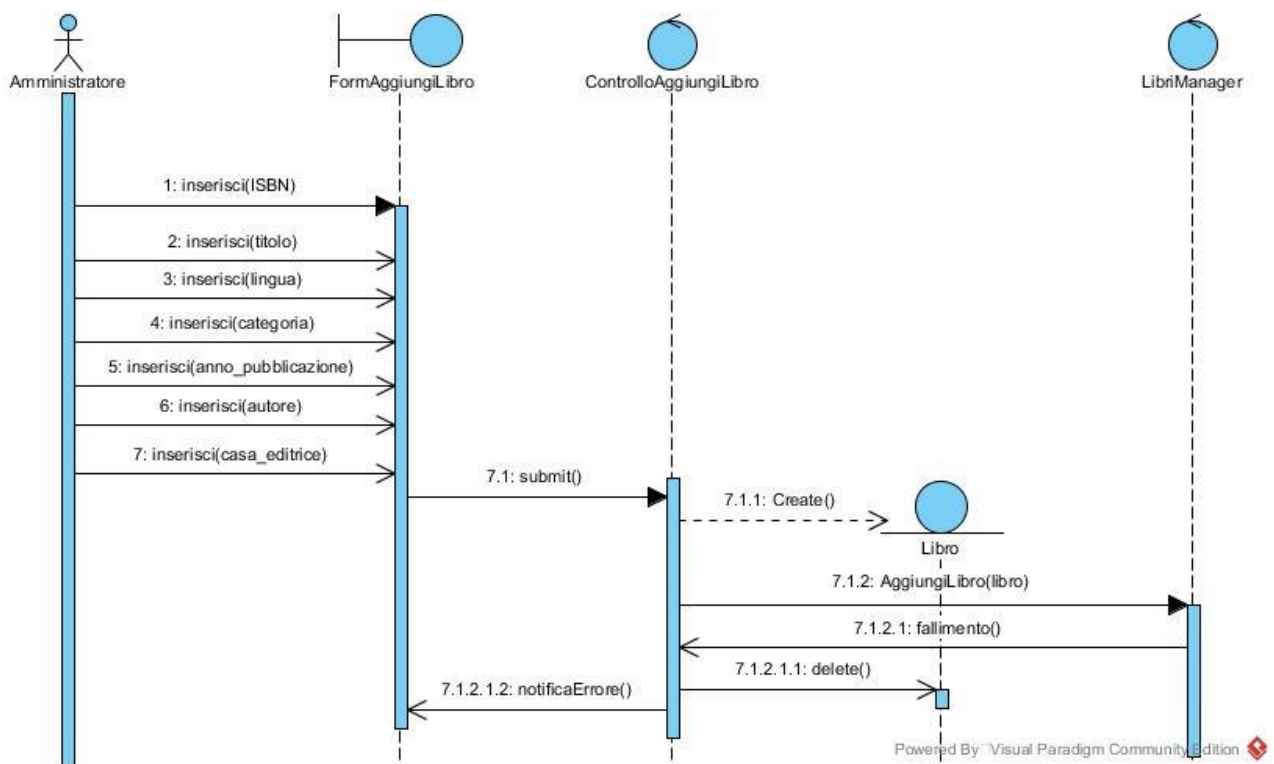 Amministratore
FormAggiungiLibro
ControlloAggiungiLibro
LibriManager
1: inserisci(ISBN)
2: inserisci(titolo)
3: inserisci(lingua)
4: inserisci(categoria)
5: inserisci(anno_pubblicazione)
6: inserisci(autore)
7: inserisci(casa_editrice)
7.1: submit()
7.1.1: Create()
Libro
7.1.2: AggiungiLibro(libro)
7.1.2.1: fallimento()
7.1.2.1.1: delete()
7.1.2.1.2: notificaErrore()
Powered By Visual Paradigm Community Edition